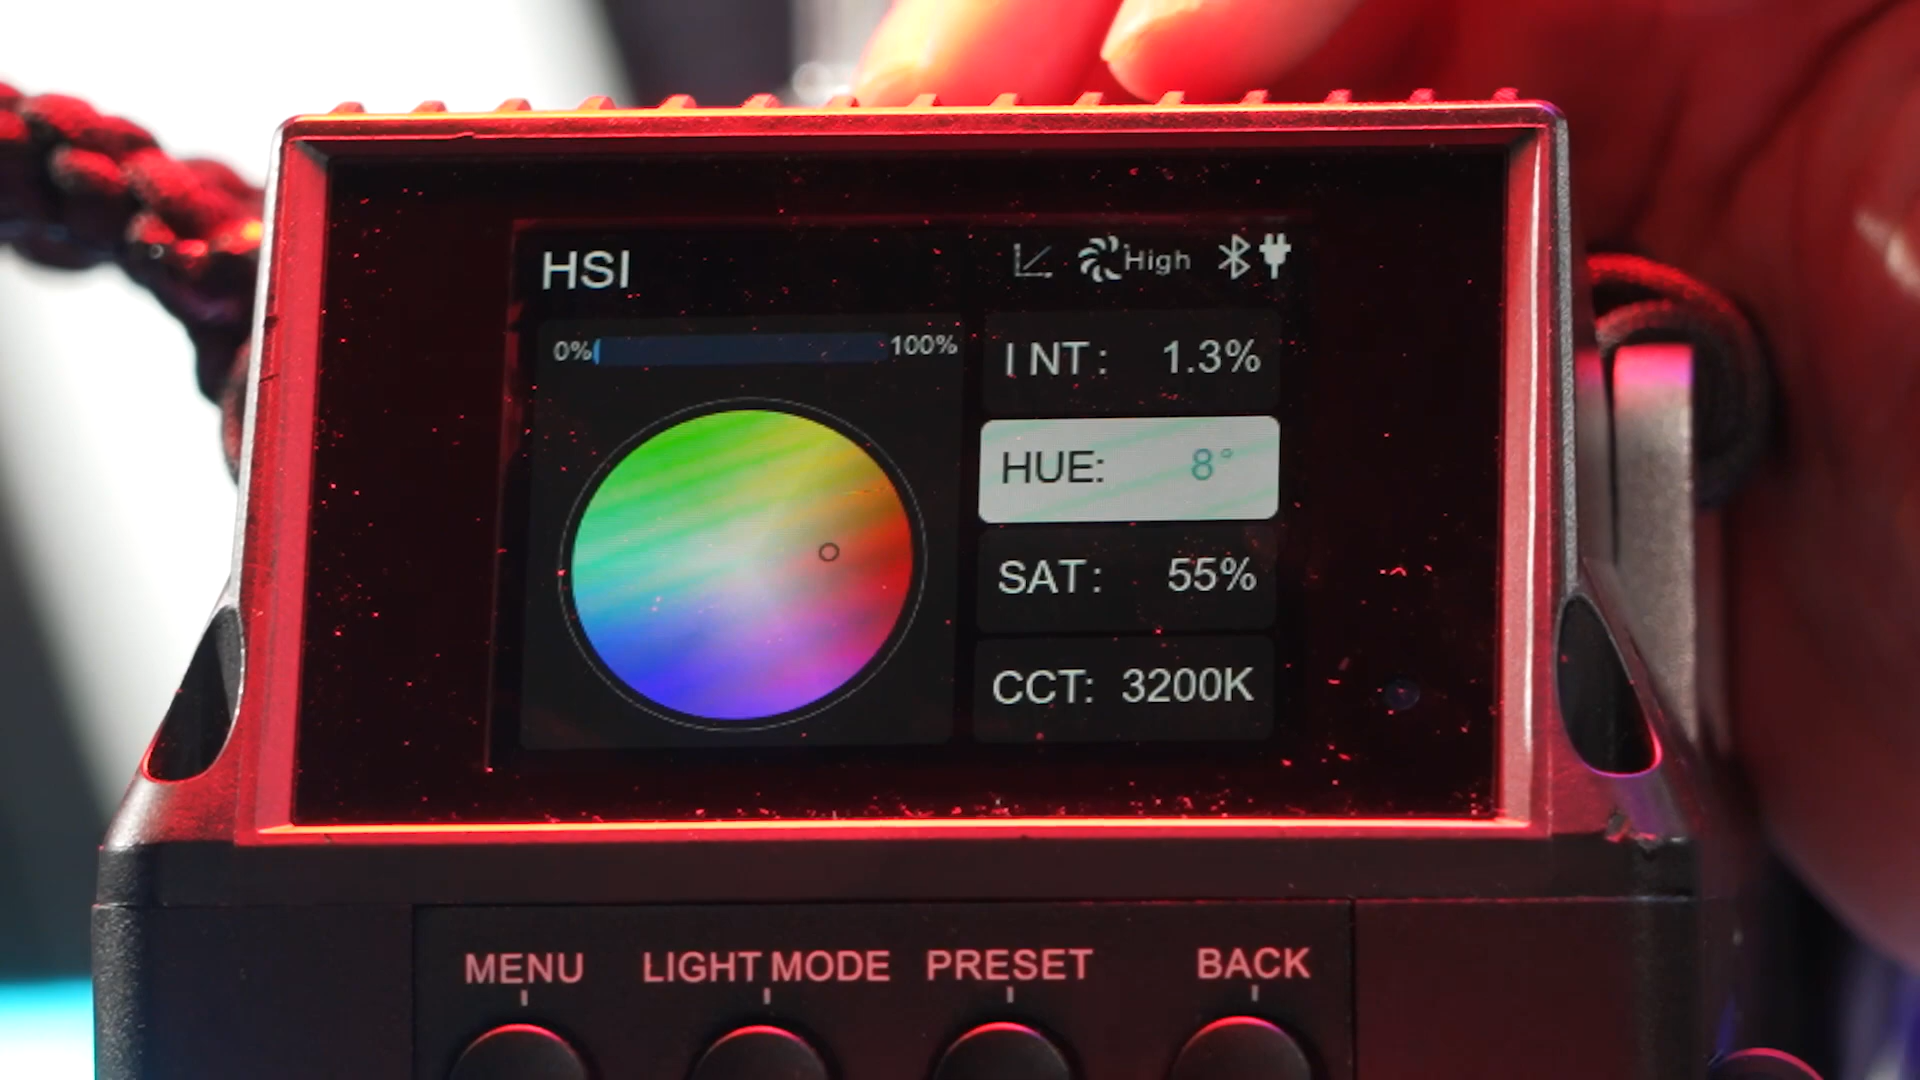 HSI High
0% 100%
INT: 1.3%
HUE: 8°
SAT: 55%
CCT: 3200K
MENU LIGHT MODE PRESET BACK